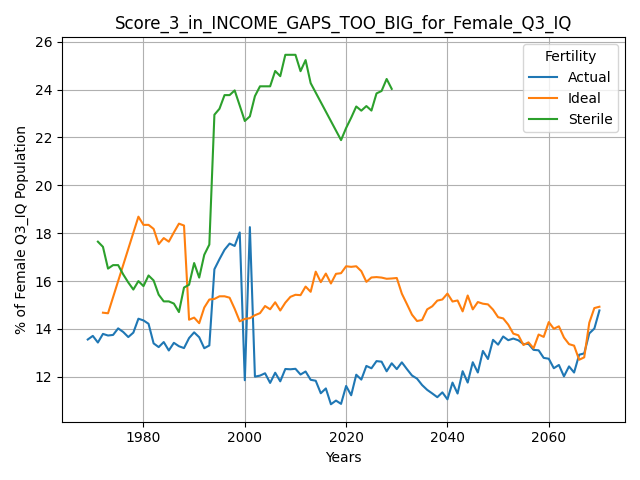 Score_3_in_INCOME_GAPS_TOO_BIG_for_Female_Q3_IQ
% of Female Q3_IQ Population
26
24
22
20
18
16
14
12
Fertility
Actual
Ideal
Sterile
1980 2000 2020 2040 2060
Years